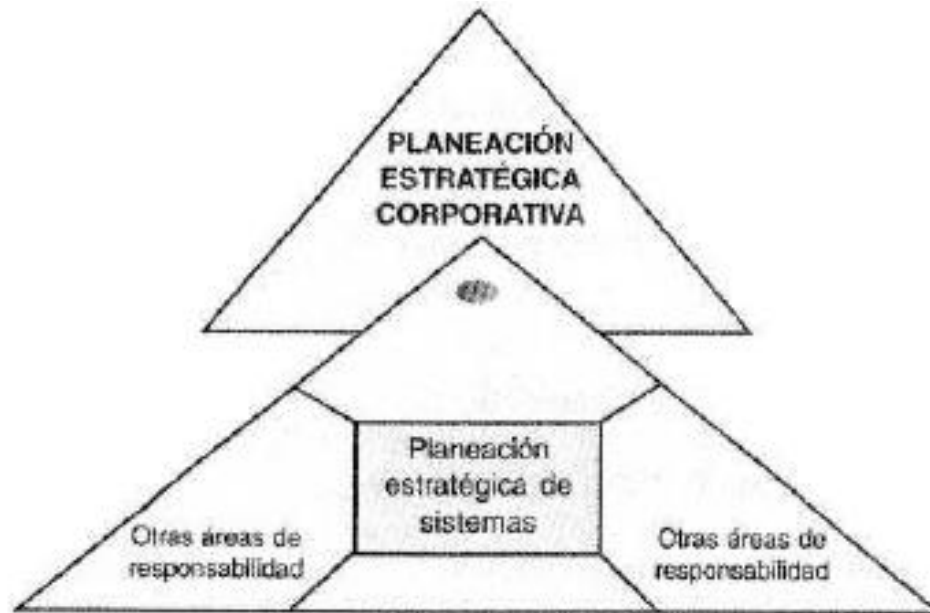 PLANEACIÓN
ESTRATÉGICA
CORPORATIVA
Planeación
estratégica de
sistemas
Otras áreas de
responsabilidad
Otras áreas de
responsabilidad